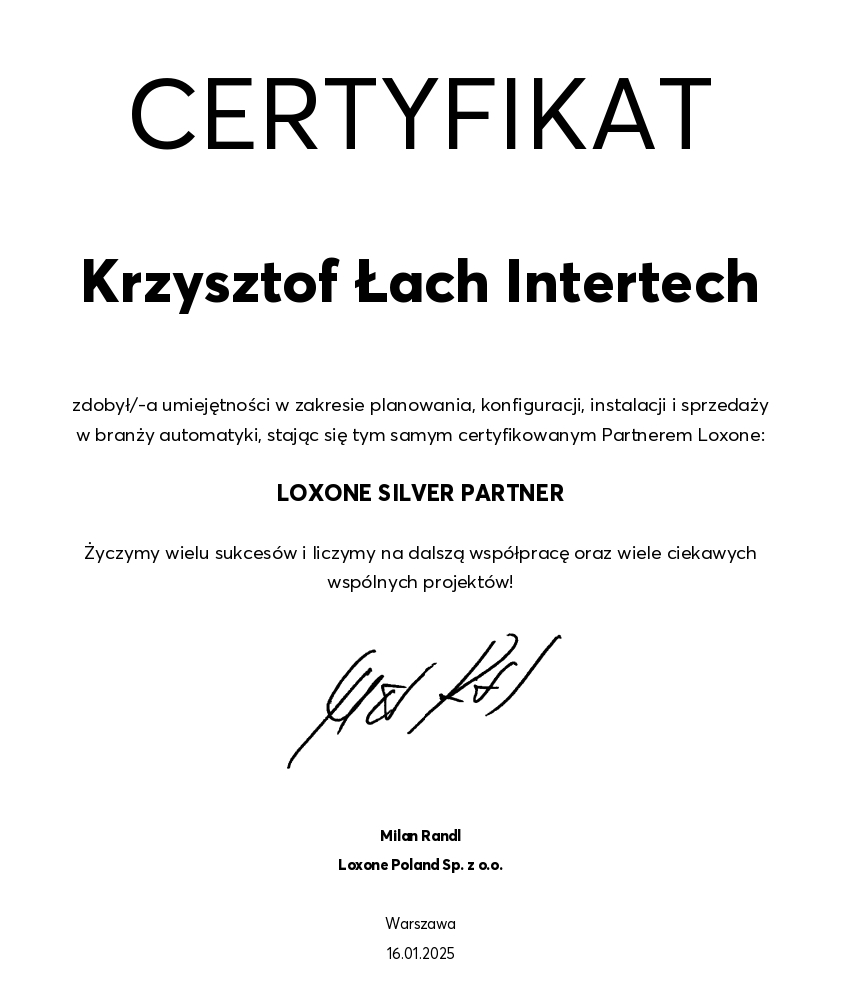 CERTYFIKAT
Krzysztof Łach Intertech
zdobył/-a umiejętności w zakresie planowania, konfiguracji, instalacji i sprzedaży
w branży automatyki, stając się tym samym certyfikowanym Partnerem Loxone:
LOXONE SILVER PARTNER
Życzymy wielu sukcesów i liczymy na dalszą współpracę oraz wiele ciekawych
wspólnych projektów!
Milan Randl
Loxone Poland Sp. z o.o.
Warszawa
16.01.2025